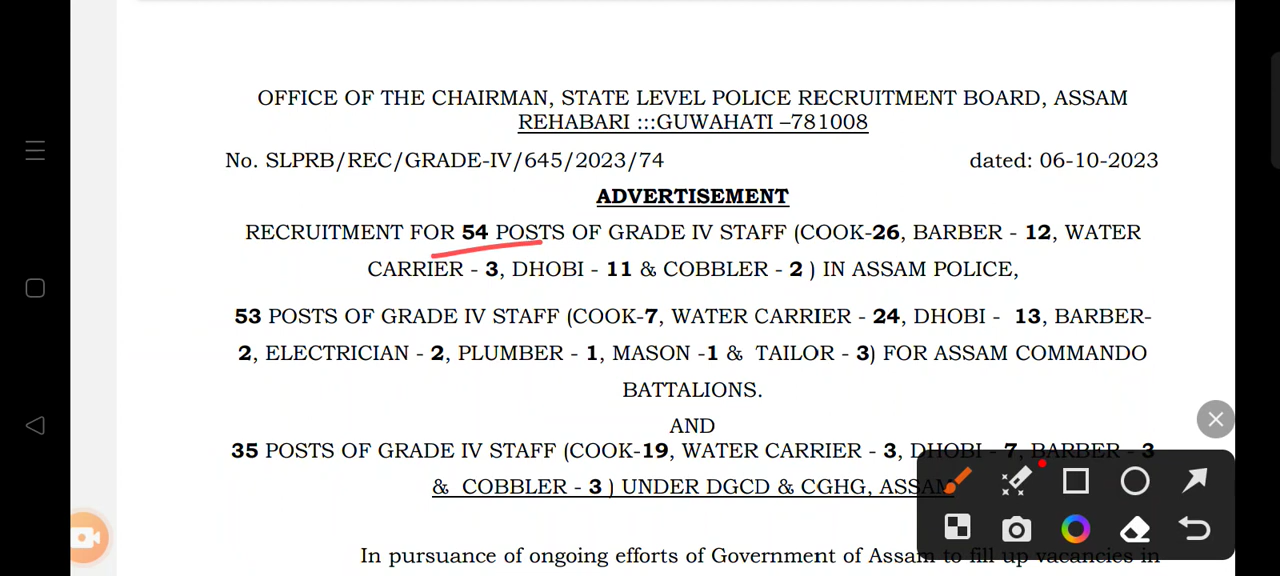 OFFICE OF THE CHAIRMAN, STATE LEVEL POLICE RECRUITMENT BOARD, ASSAM
REHABARI :::GUWAHATI –781008
No. SLPRB/REC/GRADE-IV/645/2023/74 dated: 06-10-2023
ADVERTISEMENT
RECRUITMENT FOR 54 POSTS OF GRADE IV STAFF (COOK-26, BARBER - 12, WATER
CARRIER - 3, DHOBI - 11 & COBBLER - 2 ) IN ASSAM POLICE,
53 POSTS OF GRADE IV STAFF (COOK-7, WATER CARRIER - 24, DHOBI - 13, BARBER-
2, ELECTRICIAN - 2, PLUMBER - 1, MASON -1 & TAILOR - 3) FOR ASSAM COMMANDO
BATTALIONS.
AND
35 POSTS OF GRADE IV STAFF (COOK-19, WATER CARRIER - 3, DHOBI - 7, BARBER - 3
& COBBLER - 3 ) UNDER DGCD & CGHG, ASSAM
In pursuance of ongoing efforts of Government of Assam to fill up vacancies in